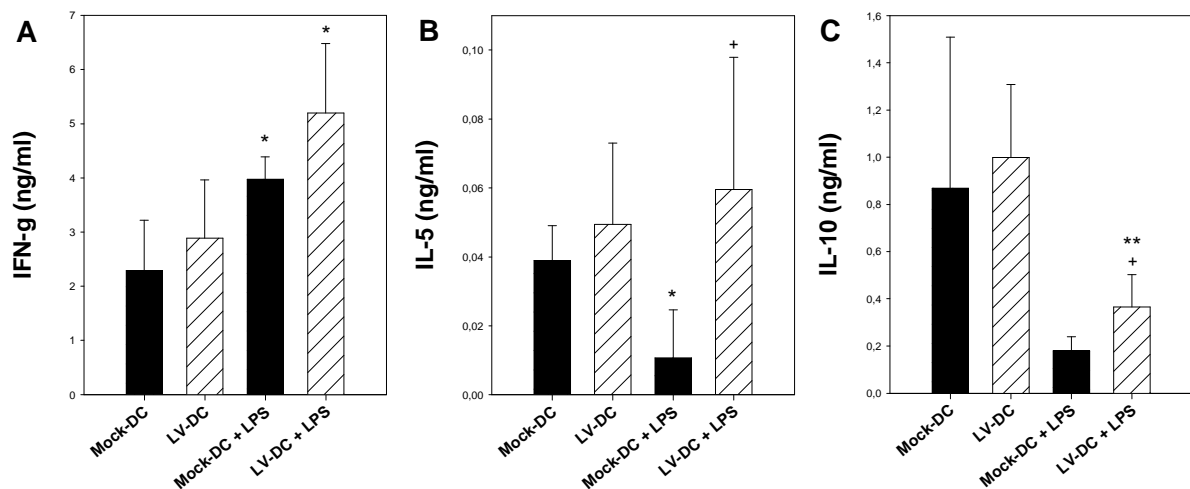 A
IFN-g (ng/ml)
7
6
5
4
3
2
1
0
*
*
Mock-DC
LV-DC
Mock-DC + LPS
LV-DC + LPS
B
IL-5 (ng/ml)
0,10
0,08
0,06
0,04
0,02
0,00
*
+
Mock-DC
LV-DC
Mock-DC + LPS
LV-DC + LPS
C
IL-10 (ng/ml)
1,6
1,4
1,2
1,0
0,8
0,6
0,4
0,2
0,0
**
+
Mock-DC
LV-DC
Mock-DC + LPS
LV-DC + LPS